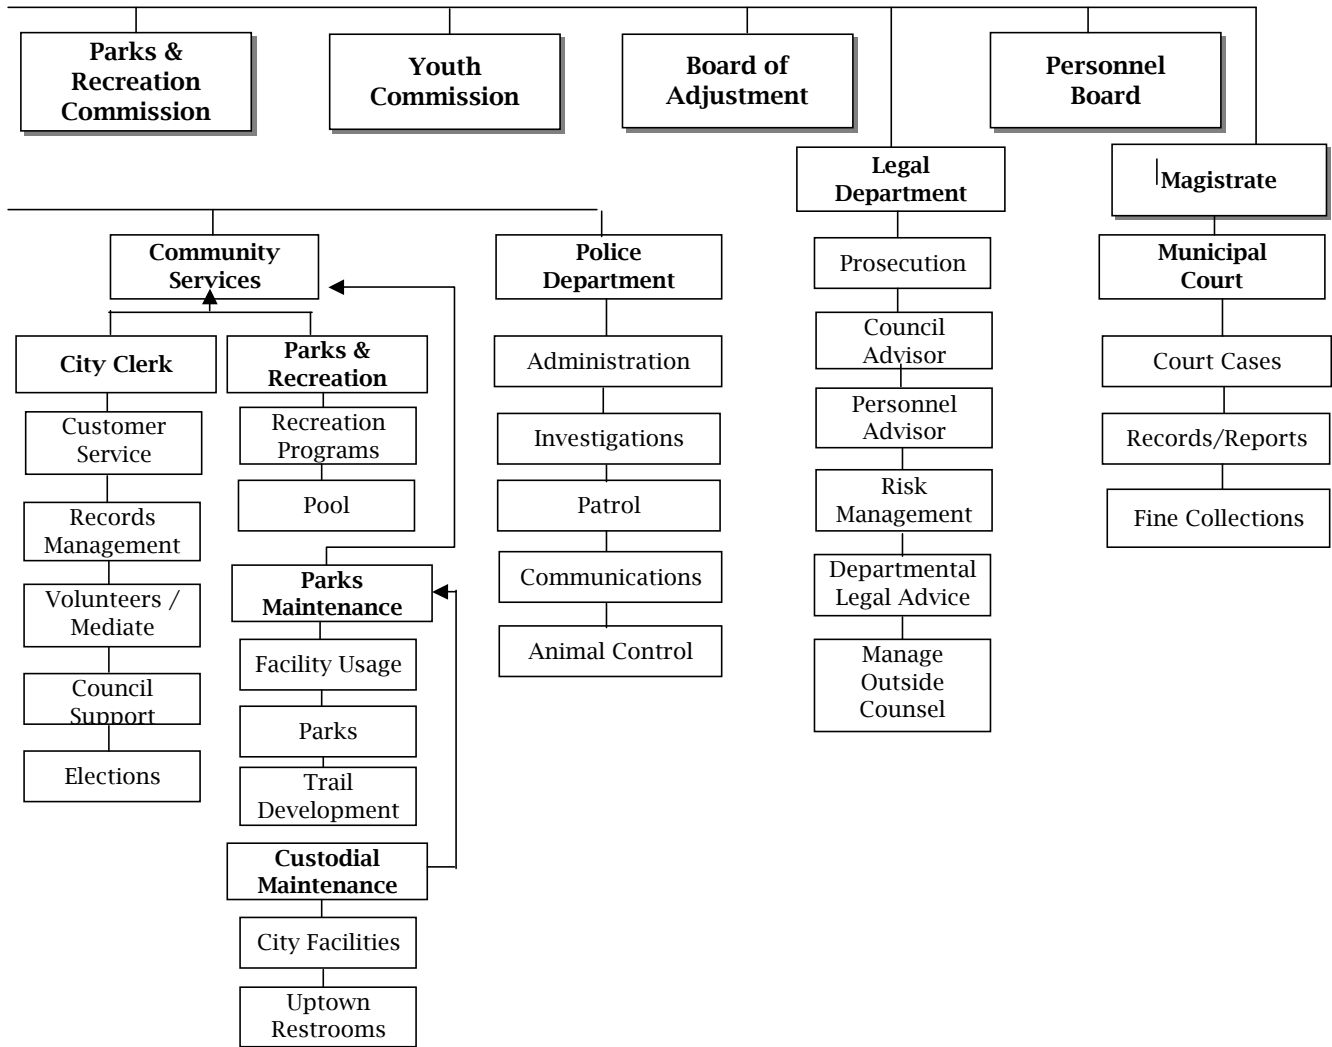 Parks &
Recreation
Commission
Youth
Commission
Board of
Adjustment
Personnel
Board
Legal
Department
Magistrate
Community
Services
Police
Department
Prosecution
Municipal
Court
City Clerk
Parks &
Recreation
Administration
Council
Advisor
Court Cases
Customer
Service
Recreation
Programs
Investigations
Personnel
Advisor
Records/Reports
Records
Management
Pool
Patrol
Risk
Management
Fine Collections
Volunteers /
Mediate
Parks
Maintenance
Communications
Departmental
Legal Advice
Council
Support
Facility Usage
Animal Control
Manage
Outside
Counsel
Elections
Parks
Trail
Development
Custodial
Maintenance
City Facilities
Uptown
Restrooms